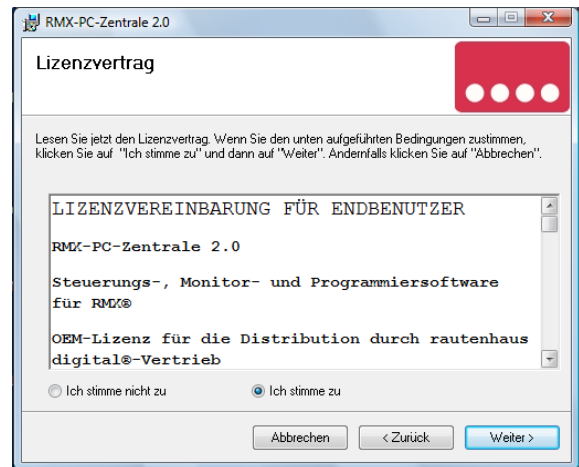 RMX-PC-Zentrale 2.0
Lizenzvertrag
Lesen Sie jetzt den Lizenzvertrag. Wenn Sie den unten aufgeführten Bedingungen zustimmen,
klicken Sie auf "Ich stimme zu" und dann auf "Weiter". Andernfalls klicken Sie auf "Abbrechen".
LIZENZVEREINBARUNG FÜR ENDBENUTZER
RMX-PC-Zentrale 2.0
Steuerungs-, Monitor- und Programmiersoftware
für RMX®
OEM-Lizenz für die Distribution durch rautenhaus
digital®-Vertrieb
Ich stimme nicht zu Ich stimme zu
Abbrechen < Zurück Weiter >